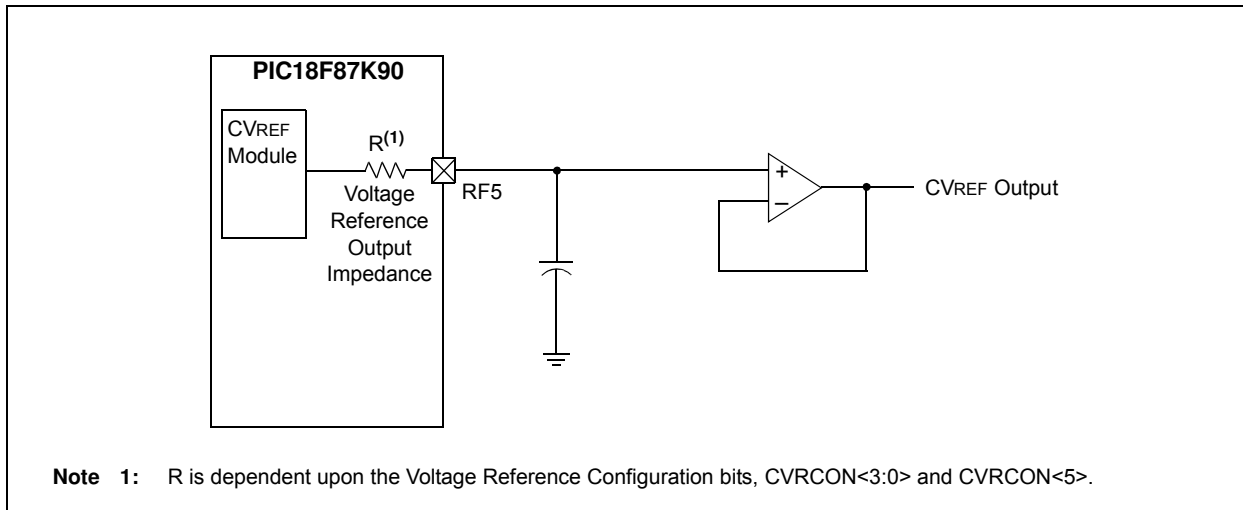 PIC18F87K90
CVREF
Module
R(1)
Voltage
Reference
Output
Impedance
RF5
+
–
CVREF Output
Note 1: R is dependent upon the Voltage Reference Configuration bits, CVRCON<3:0> and CVRCON<5>.